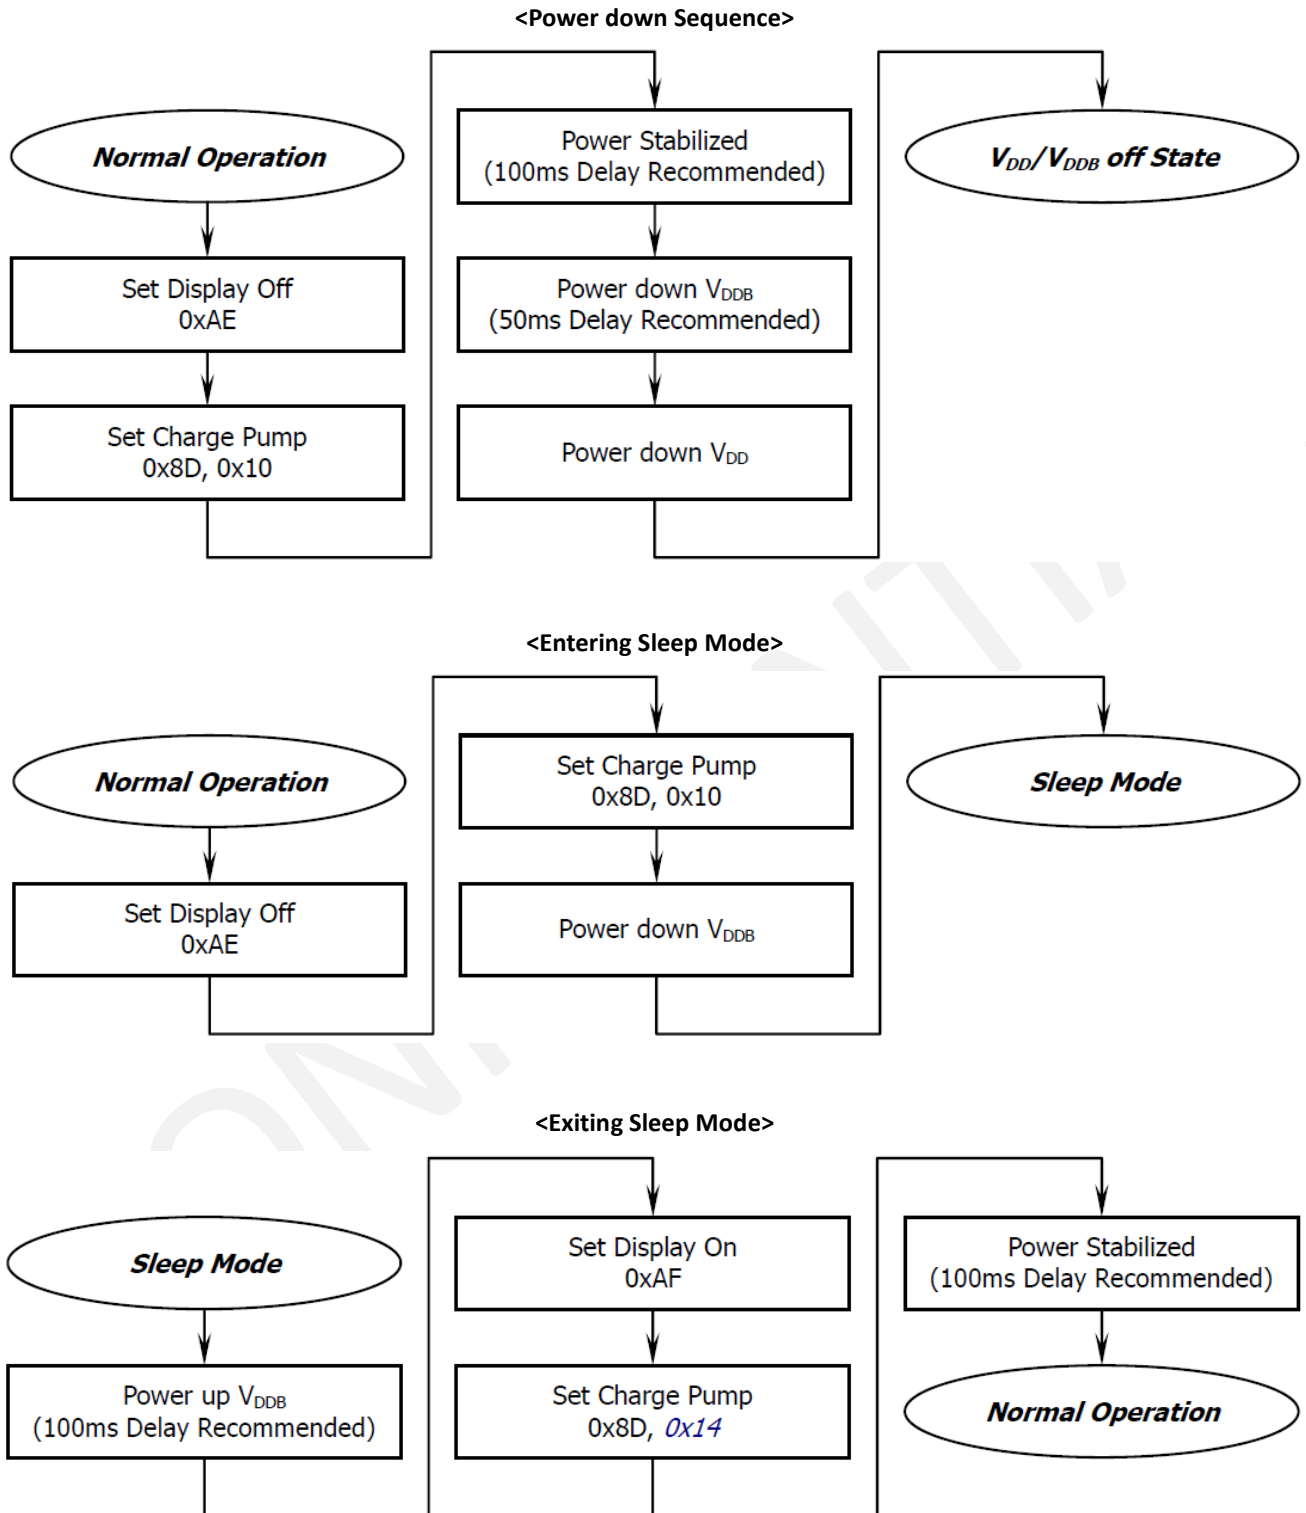 <Power down Sequence>
Normal Operation
Set Display Off
0xAE
Set Charge Pump
0x8D, 0x10
Power Stabilized
(100ms Delay Recommended)
Power down VDDB
(50ms Delay Recommended)
Power down VDD
VDD/VDDB off State
<Entering Sleep Mode>
Normal Operation
Set Display Off
0xAE
Set Charge Pump
0x8D, 0x10
Power down VDDB
Sleep Mode
<Exiting Sleep Mode>
Sleep Mode
Power up VDDB
(100ms Delay Recommended)
Set Display On
0xAF
Set Charge Pump
0x8D, 0x14
Power Stabilized
(100ms Delay Recommended)
Normal Operation